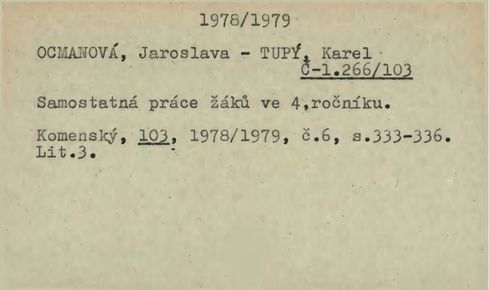 1978/1979
OCMANOVÁ, Jaroslava - TUPÝ, Karel
Č-1.266/103
Samostatná práce žáků ve 4.ročníku.
Komenský, 103, 1978/1979, č.6, s.333-336.
Lit.3.